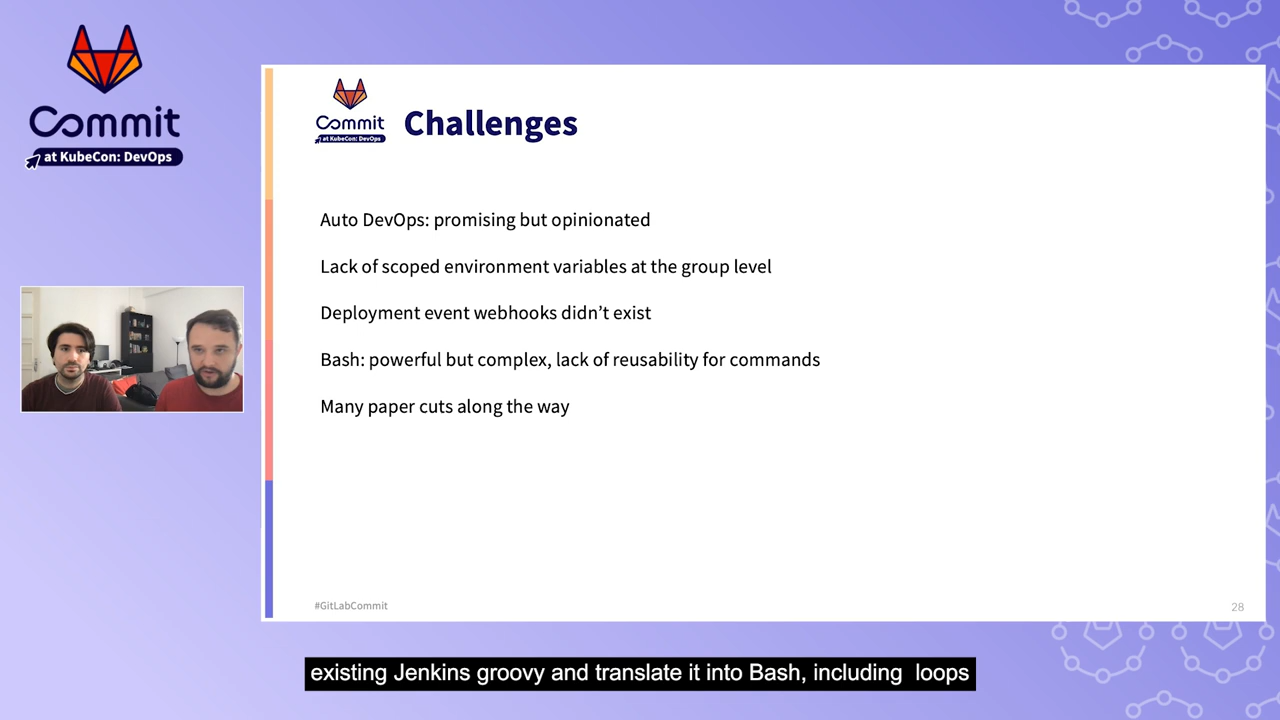 Commit
at KubeCon: DevOps
Commit
at KubeCon: DevOps
Challenges
Auto DevOps: promising but opinionated
Lack of scoped environment variables at the group level
Deployment event webhooks didn’t exist
Bash: powerful but complex, lack of reusability for commands
Many paper cuts along the way
#GitLabCommit
28
existing Jenkins groovy and translate it into Bash, including  loops